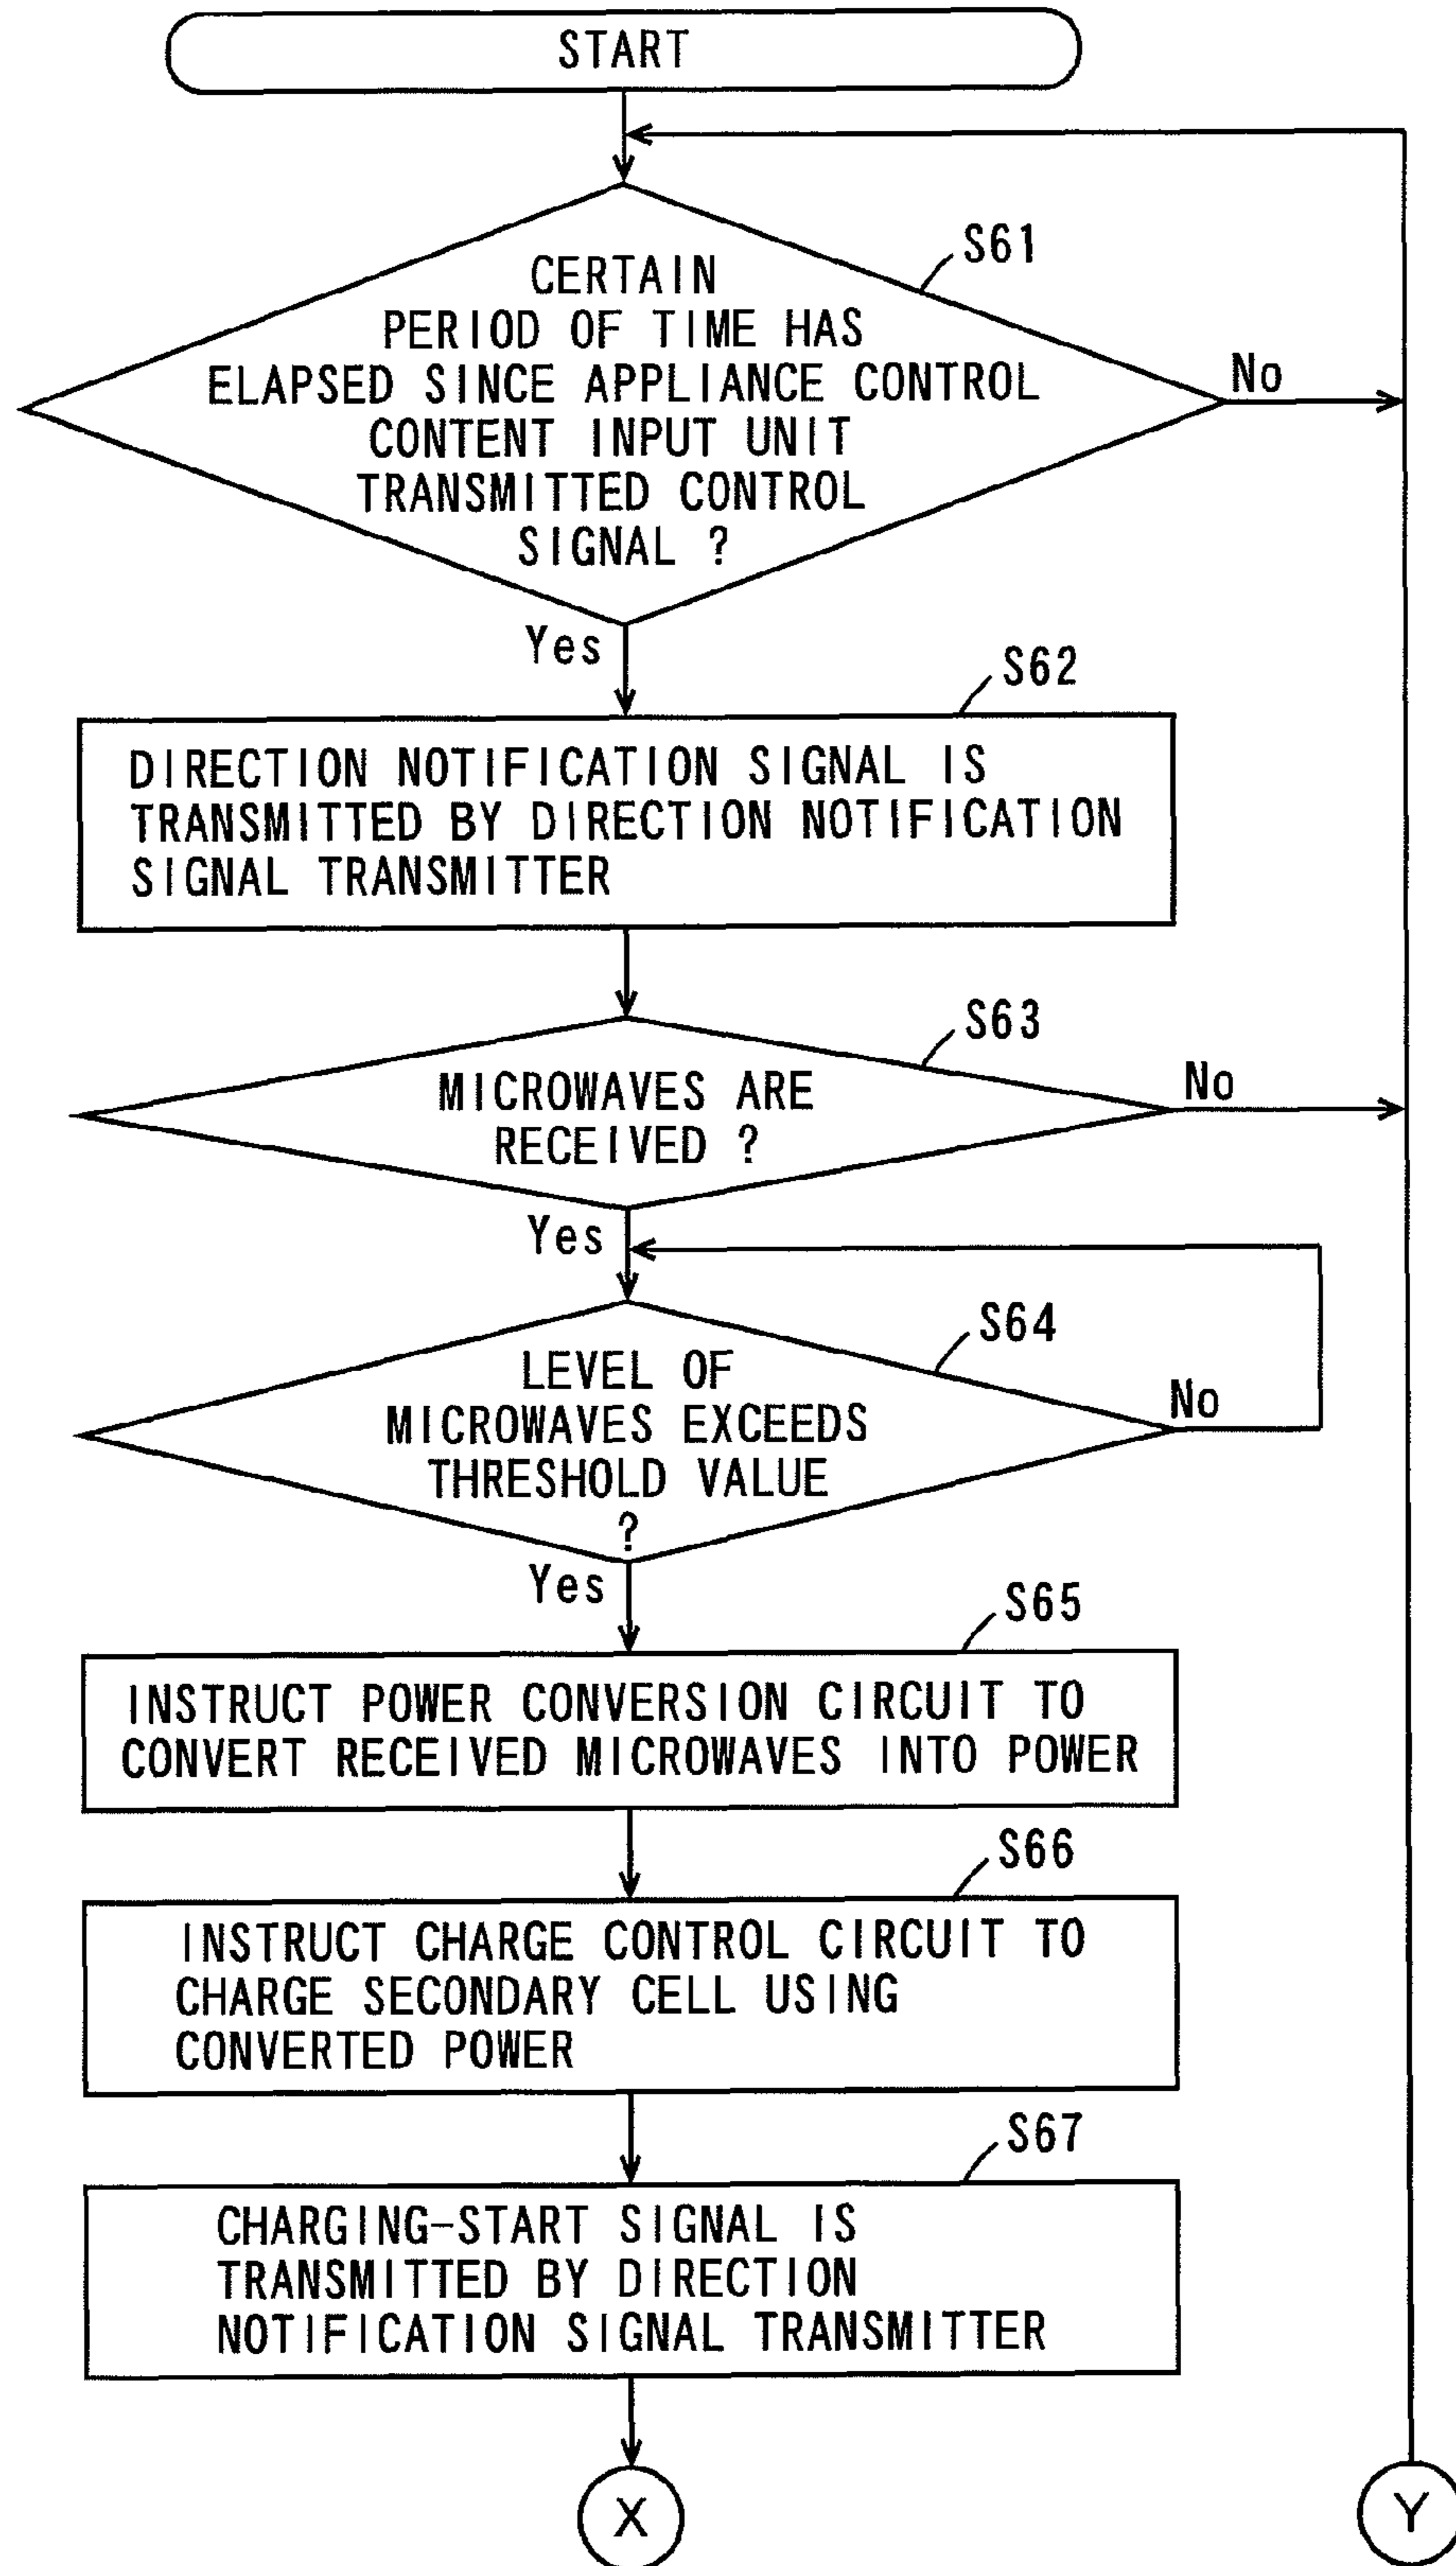 START
S61
CERTAIN
PERIOD OF TIME HAS
ELAPSED SINCE APPLIANCE CONTROL
CONTENT INPUT UNIT
TRANSMITTED CONTROL
SIGNAL ?
No
Yes
S62
DIRECTION NOTIFICATION SIGNAL IS
TRANSMITTED BY DIRECTION NOTIFICATION
SIGNAL TRANSMITTER
S63
MICROWAVES ARE
RECEIVED ?
No
Yes
S64
LEVEL OF
MICROWAVES EXCEEDS
THRESHOLD VALUE
?
No
Yes
S65
INSTRUCT POWER CONVERSION CIRCUIT TO
CONVERT RECEIVED MICROWAVES INTO POWER
S66
INSTRUCT CHARGE CONTROL CIRCUIT TO
CHARGE SECONDARY CELL USING
CONVERTED POWER
S67
CHARGING-START SIGNAL IS
TRANSMITTED BY DIRECTION
NOTIFICATION SIGNAL TRANSMITTER
X
Y